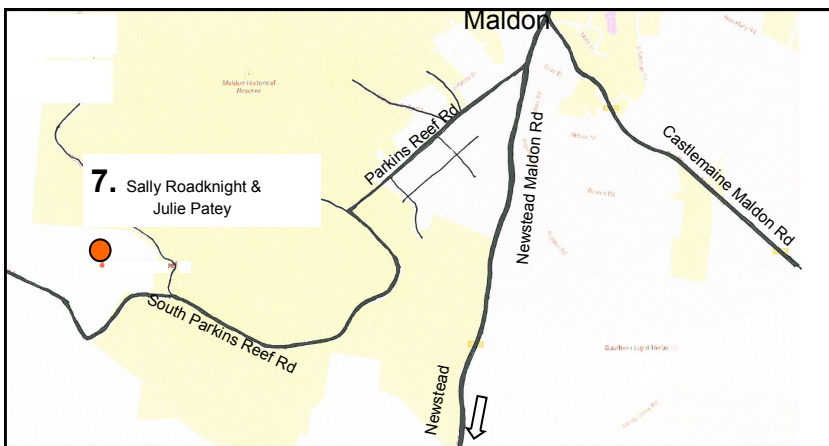 Maldon
Maldon Historical
Reserve
Parkins Reef Rd
Newstead Maldon Rd
Castlemaine Maldon Rd
7. Sally Roadknight &
Julie Patey
South Parkins Reef Rd
Newstead